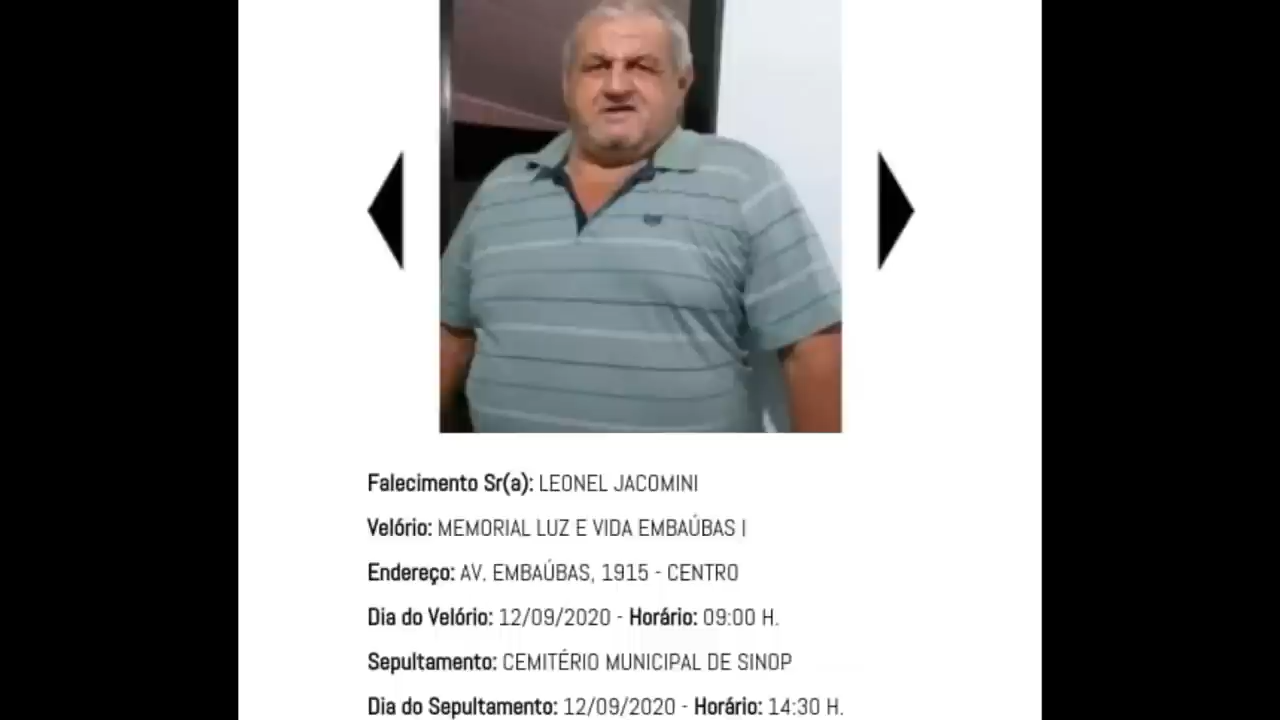 Falecimento Sr(a): LEONEL JACOMINI
Velório: MEMORIAL LUZ E VIDA EMBAÚBAS I
Endereço: AV. EMBAÚBAS, 1915 - CENTRO
Dia do Velório: 12/09/2020 - Horário: 09:00 H.
Sepultamento: CEMITÉRIO MUNICIPAL DE SINOP
Dia do Sepultamento: 12/09/2020 - Horário: 14:30 H.